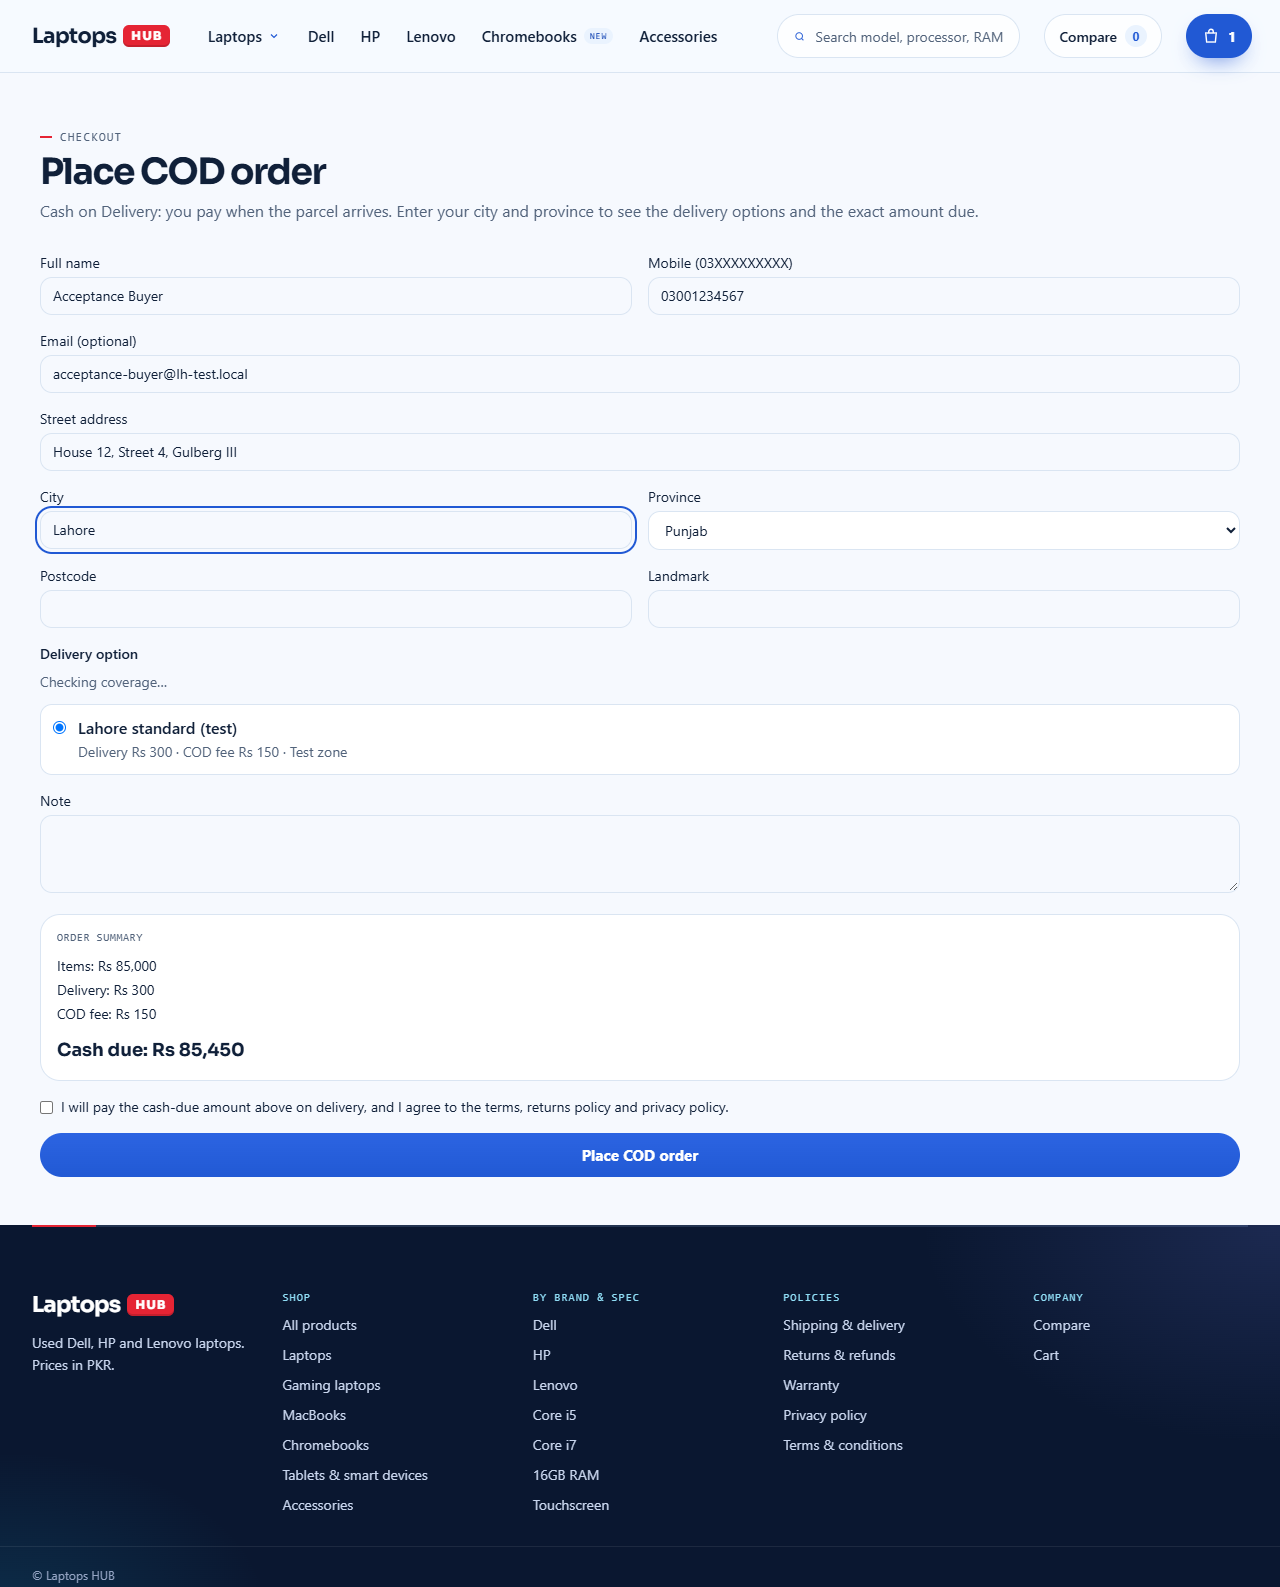 Laptops HUB
Laptops
Dell
HP
Lenovo
Chromebooks NEW
Accessories
Search model, processor, RAM
Compare 0
1
CHECKOUT
Place COD order
Cash on Delivery: you pay when the parcel arrives. Enter your city and province to see the delivery options and the exact amount due.
Full name
Acceptance Buyer
Mobile (03XXXXXXXXX)
03001234567
Email (optional)
acceptance-buyer@lh-test.local
Street address
House 12, Street 4, Gulberg III
City
Lahore
Province
Punjab
Postcode
Landmark
Delivery option
Checking coverage...
Lahore standard (test)
Delivery Rs 300 · COD fee Rs 150 · Test zone
Note
ORDER SUMMARY
Items: Rs 85,000
Delivery: Rs 300
COD fee: Rs 150
Cash due: Rs 85,450
I will pay the cash-due amount above on delivery, and I agree to the terms, returns policy and privacy policy.
Place COD order
Laptops HUB
Used Dell, HP and Lenovo laptops.
Prices in PKR.
SHOP
All products
Laptops
Gaming laptops
MacBooks
Chromebooks
Tablets & smart devices
Accessories
BY BRAND & SPEC
Dell
HP
Lenovo
Core i5
Core i7
16GB RAM
Touchscreen
POLICIES
Shipping & delivery
Returns & refunds
Warranty
Privacy policy
Terms & conditions
COMPANY
Compare
Cart
© Laptops HUB